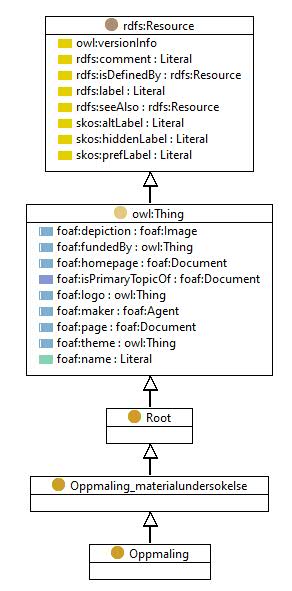 rdfs:Resource
owl:versionInfo
rdfs:comment : Literal
rdfs:isDefinedBy : rdfs:Resource
rdfs:label : Literal
rdfs:seeAlso : rdfs:Resource
skos:altLabel : Literal
skos:hiddenLabel : Literal
skos:prefLabel : Literal
owl:Thing
foaf:depiction : foaf:Image
foaf:fundedBy : owl:Thing
foaf:homepage : foaf:Document
foaf:isPrimaryTopicOf : foaf:Document
foaf:logo : owl:Thing
foaf:maker : foaf:Agent
foaf:page : foaf:Document
foaf:theme : owl:Thing
foaf:name : Literal
Root
Oppmaling_materialundersokelse
Oppmaling